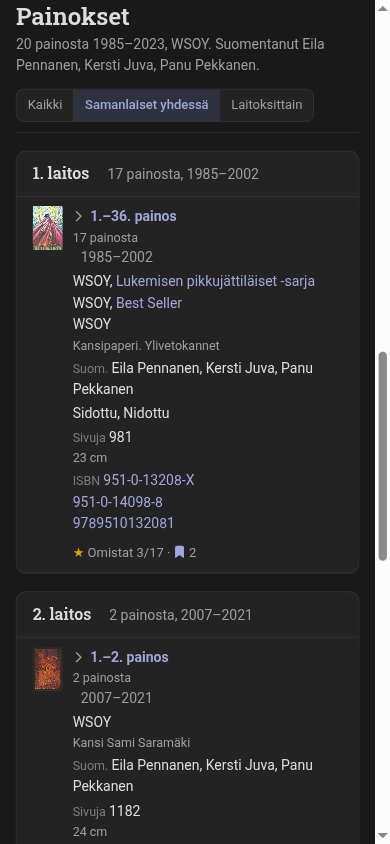 Painokset
20 painosta 1985–2023, WSOY. Suomentanut Eila
Pennanen, Kersti Juva, Panu Pekkanen.
Kaikki Samanlaiset yhdessä Laitoksittain
1. laitos 17 painosta, 1985–2002
1.–36. painos
17 painosta
1985–2002
WSOY, Lukemisen pikkujättiläiset -sarja
WSOY, Best Seller
WSOY
Kansipaperi. Ylivetokannet
Suom. Eila Pennanen, Kersti Juva, Panu
Pekkanen
Sidottu, Nidottu
Sivuja 981
23 cm
ISBN 951-0-13208-X
951-0-14098-8
9789510132081
★ Omistat 3/17 · 2
2. laitos 2 painosta, 2007–2021
1.–2. painos
2 painosta
2007–2021
WSOY
Kansi Sami Saramäki
Suom. Eila Pennanen, Kersti Juva, Panu
Pekkanen
Sivuja 1182
24 cm